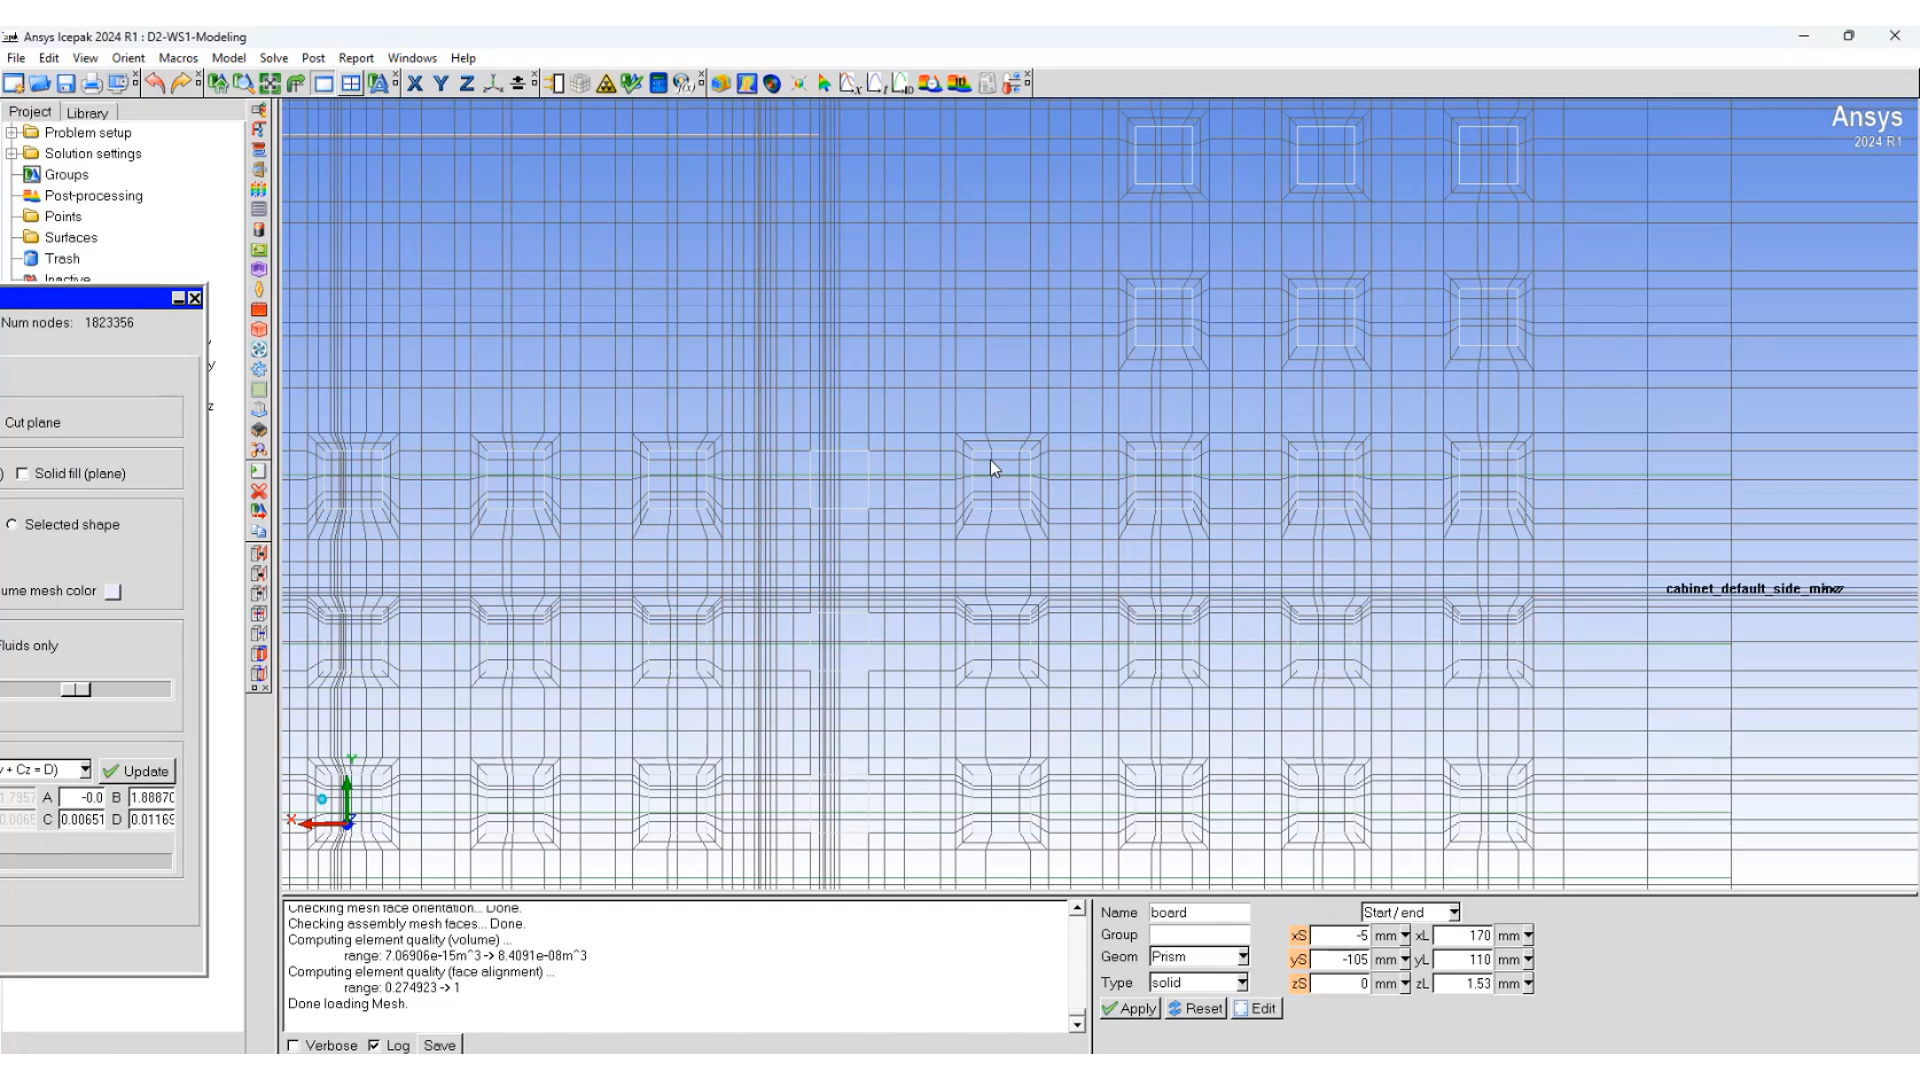 Ansys Icepak 2024 R1 : D2-WS1-Modeling
File Edit View Orient Macros Model Solve Post Report Windows Help
X Y Z
Project Library
Problem setup
Solution settings
Groups
Post-processing
Points
Surfaces
Trash
Inactive
Num nodes: 1823356
Cut plane
Solid fill (plane)
Selected shape
ume mesh color
Fluids only
+ Cz = D) Update
A -0.0 B 1.8887(
C 0.00651 D 0.0116
Ansys
2024 R1
Y
X
Z
Checking mesh face orientation... Done.
Checking assembly mesh faces... Done.
Computing element quality (volume) ...
range: 7.06906e-15m^3 -> 8.4091e-08m^3
Computing element quality (face alignment) ...
range: 0.274923 -> 1
Done loading Mesh.
Verbose Log Save
Name board Start / end
Group xS -5 mm xL 170 mm
Geom Prism yS -105 mm yL 110 mm
Type solid zS 0 mm zL 1.53 mm
Apply Reset Edit